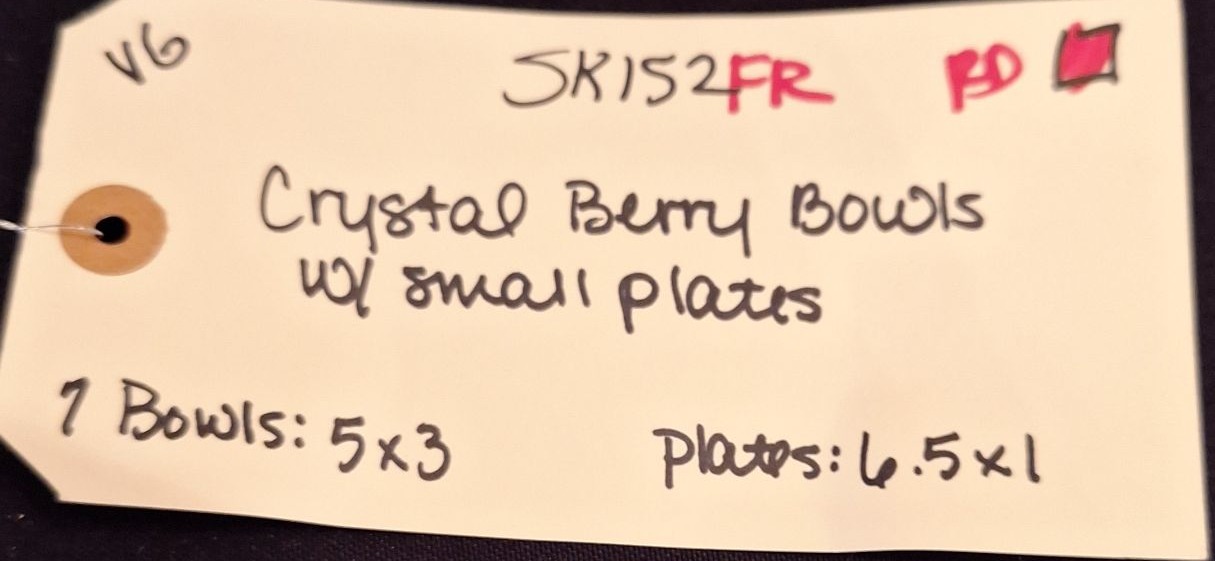 V6 SK152FR BD
Crystal Berry Bowls
w/ small plates
7 Bowls: 5x3 Plates: 6.5x1